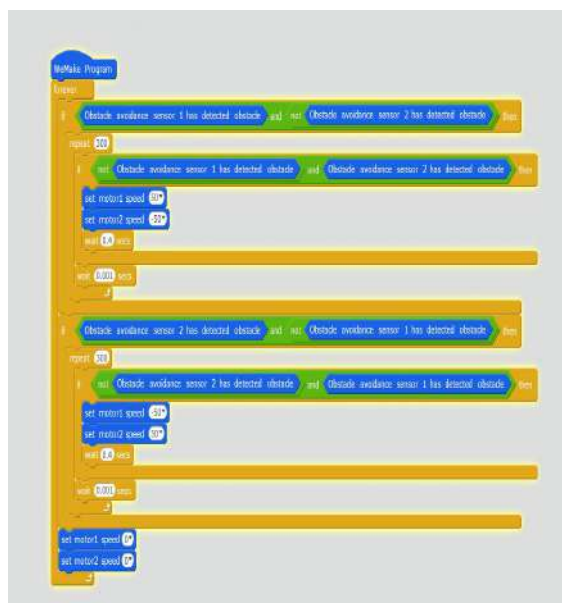 WeMake Program
forever
if Obstacle avoidance sensor 1 has detected obstacle and not Obstacle avoidance sensor 2 has detected obstacle then
repeat 300
if not Obstacle avoidance sensor 1 has detected obstacle and Obstacle avoidance sensor 2 has detected obstacle then
set motor1 speed 50
set motor2 speed -50
wait 0.4 secs
wait 0.001 secs
if Obstacle avoidance sensor 2 has detected obstacle and not Obstacle avoidance sensor 1 has detected obstacle then
repeat 300
if not Obstacle avoidance sensor 2 has detected obstacle and Obstacle avoidance sensor 1 has detected obstacle then
set motor1 speed -50
set motor2 speed 50
wait 0.4 secs
wait 0.001 secs
set motor1 speed 0
set motor2 speed 0